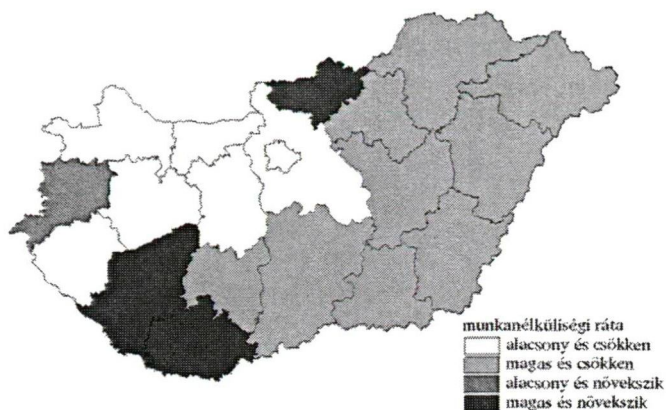 munkanélküliségi ráta
alacsony és csökken
magas és csökken
alacsony és növekszik
magas és növekszik